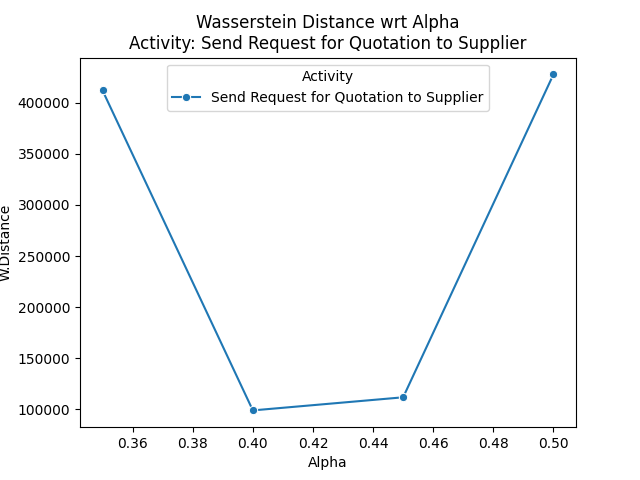 Wasserstein Distance wrt Alpha
Activity: Send Request for Quotation to Supplier
Activity
Send Request for Quotation to Supplier
400000
350000
300000
250000
200000
150000
100000
W.Distance
0.36 0.38 0.40 0.42 0.44 0.46 0.48 0.50
Alpha